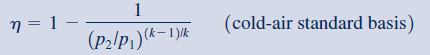 η = 1 − 1/(p₂/p₁)^(k−1)/k (cold-air standard basis)